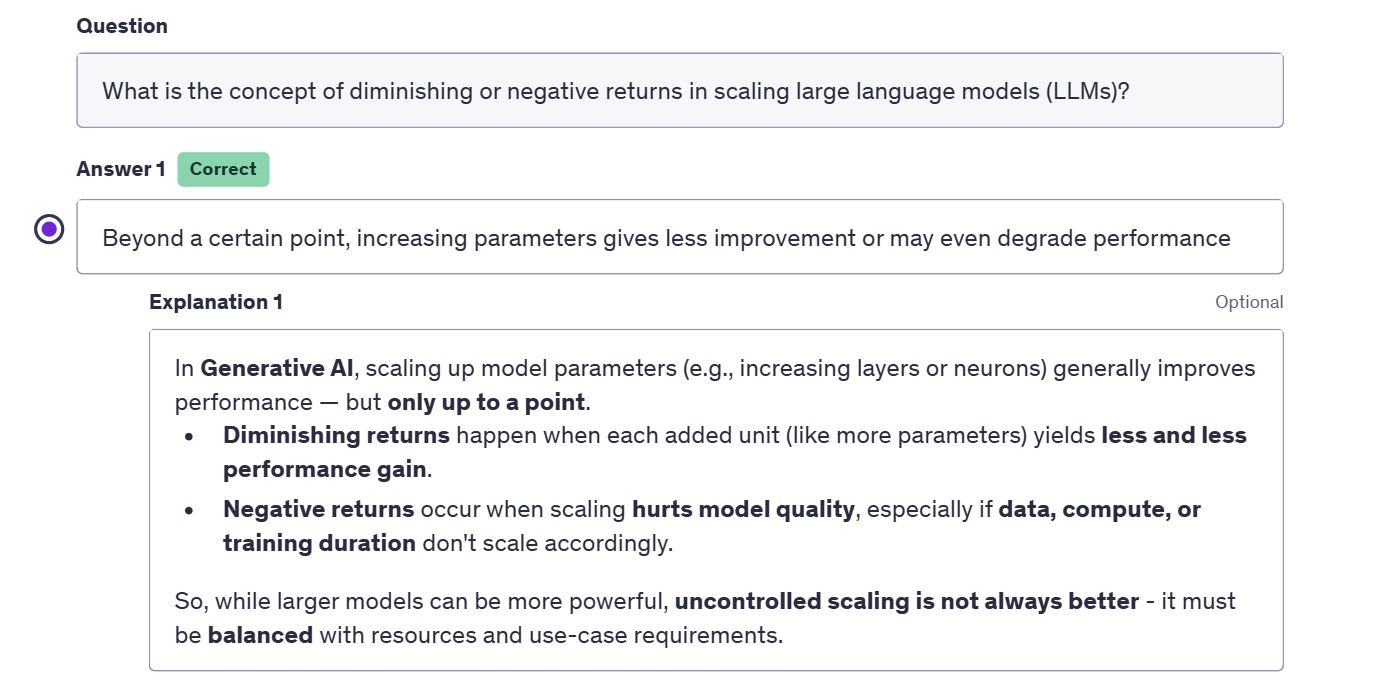 Question
What is the concept of diminishing or negative returns in scaling large language models (LLMs)?
Answer 1 Correct
Beyond a certain point, increasing parameters gives less improvement or may even degrade performance
Explanation 1 Optional
In Generative AI, scaling up model parameters (e.g., increasing layers or neurons) generally improves
performance — but only up to a point.
• Diminishing returns happen when each added unit (like more parameters) yields less and less
performance gain.
• Negative returns occur when scaling hurts model quality, especially if data, compute, or
training duration don't scale accordingly.
So, while larger models can be more powerful, uncontrolled scaling is not always better - it must
be balanced with resources and use-case requirements.